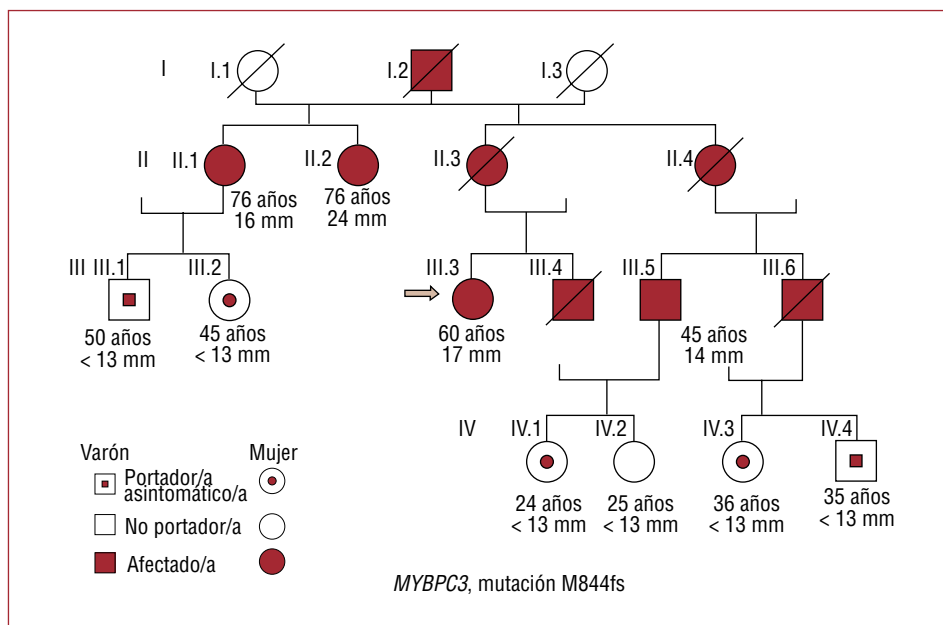 I I.1 I.2 I.3
II II.1 II.2 II.3 II.4
76 años 76 años
16 mm 24 mm
III III.1 III.2 III.3 III.4 III.5 III.6
50 años 45 años 60 años 45 años
< 13 mm < 13 mm 17 mm 14 mm
IV IV.1 IV.2 IV.3 IV.4
24 años 25 años 36 años 35 años
< 13 mm < 13 mm < 13 mm < 13 mm
Varón Mujer
Portador/a
asintomático/a
No portador/a
Afectado/a
MYBPC3, mutación M844fs